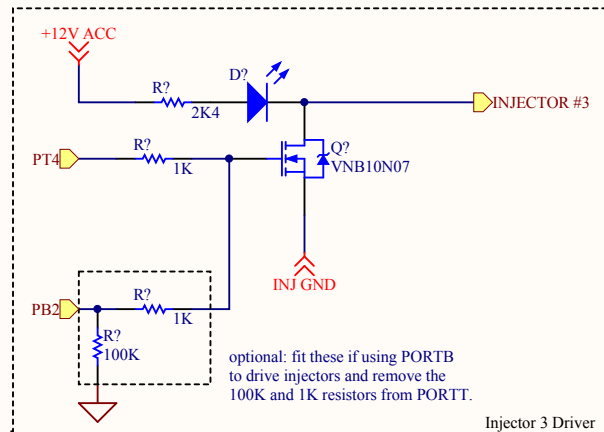 +12V ACC
D?
R?
2K4
INJECTOR #3
PT4
R?
1K
Q?
VNB10N07
INJ GND
PB2
R?
1K
R?
100K
optional: fit these if using PORTB
to drive injectors and remove the
100K and 1K resistors from PORTT.
Injector 3 Driver